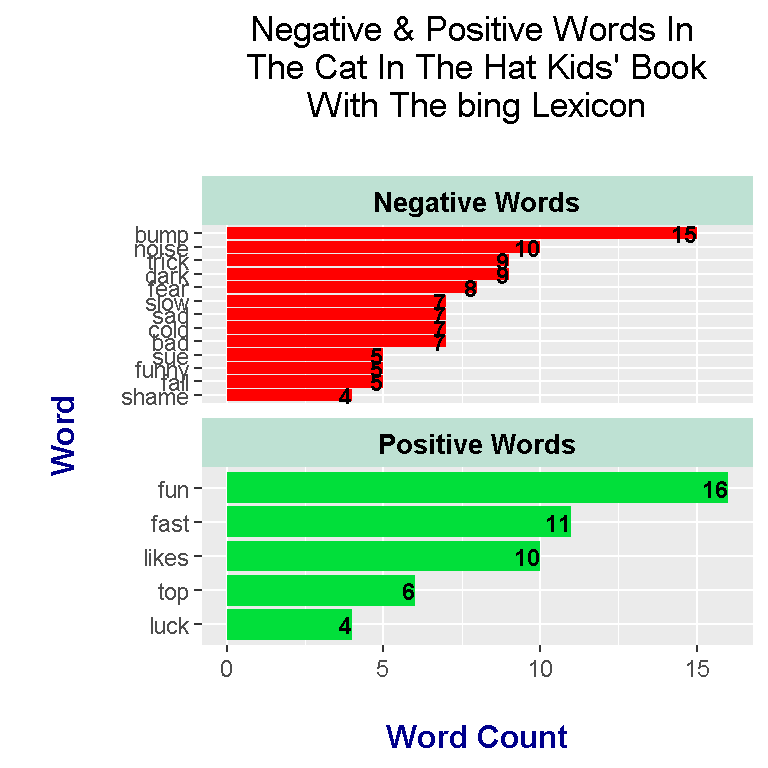 Negative & Positive Words In
The Cat In The Hat Kids' Book
With The bing Lexicon
Negative Words
bump 15
noise 10
trick 9
dark 9
fear 8
slow 7
sad 7
cold 7
bad 7
sue 5
funny 5
fall 5
shame 4
Word
Positive Words
fun 16
fast 11
likes 10
top 6
luck 4
0 5 10 15
Word Count